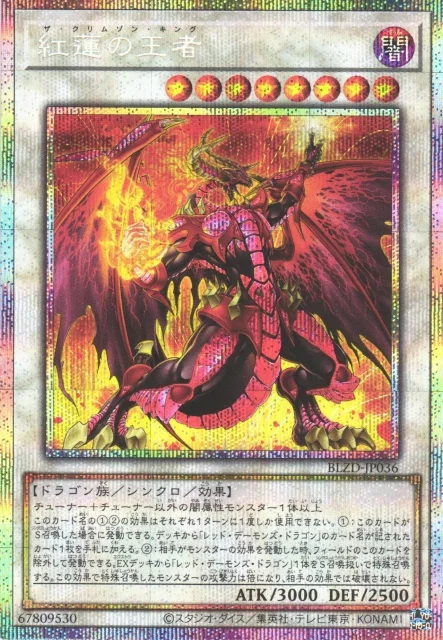 ザ・クリムゾン・キング
紅蓮の王者
闇
BLZD-JP036
【ドラゴン族/シンクロ/効果】
チューナー+チューナー以外の闇属性モンスター1体以上
このカード名の①②の効果はそれぞれ1ターンに1度しか使用できない。①:このカードが
S召喚した場合に発動できる。デッキから「レッド・デーモンズ・ドラゴン」のカード名が記された
カード1枚を手札に加える。②:相手がモンスターの効果を発動した時、フィールドのこのカードを
除外して発動できる。EXデッキから「レッド・デーモンズ・ドラゴン」1体をS召喚扱いで特殊召喚
する。この効果で特殊召喚したモンスターの攻撃力は倍になり、相手の効果では破壊されない。
ATK/3000 DEF/2500
67809530
©スタジオ・ダイス/集英社・テレビ東京・KONAMI